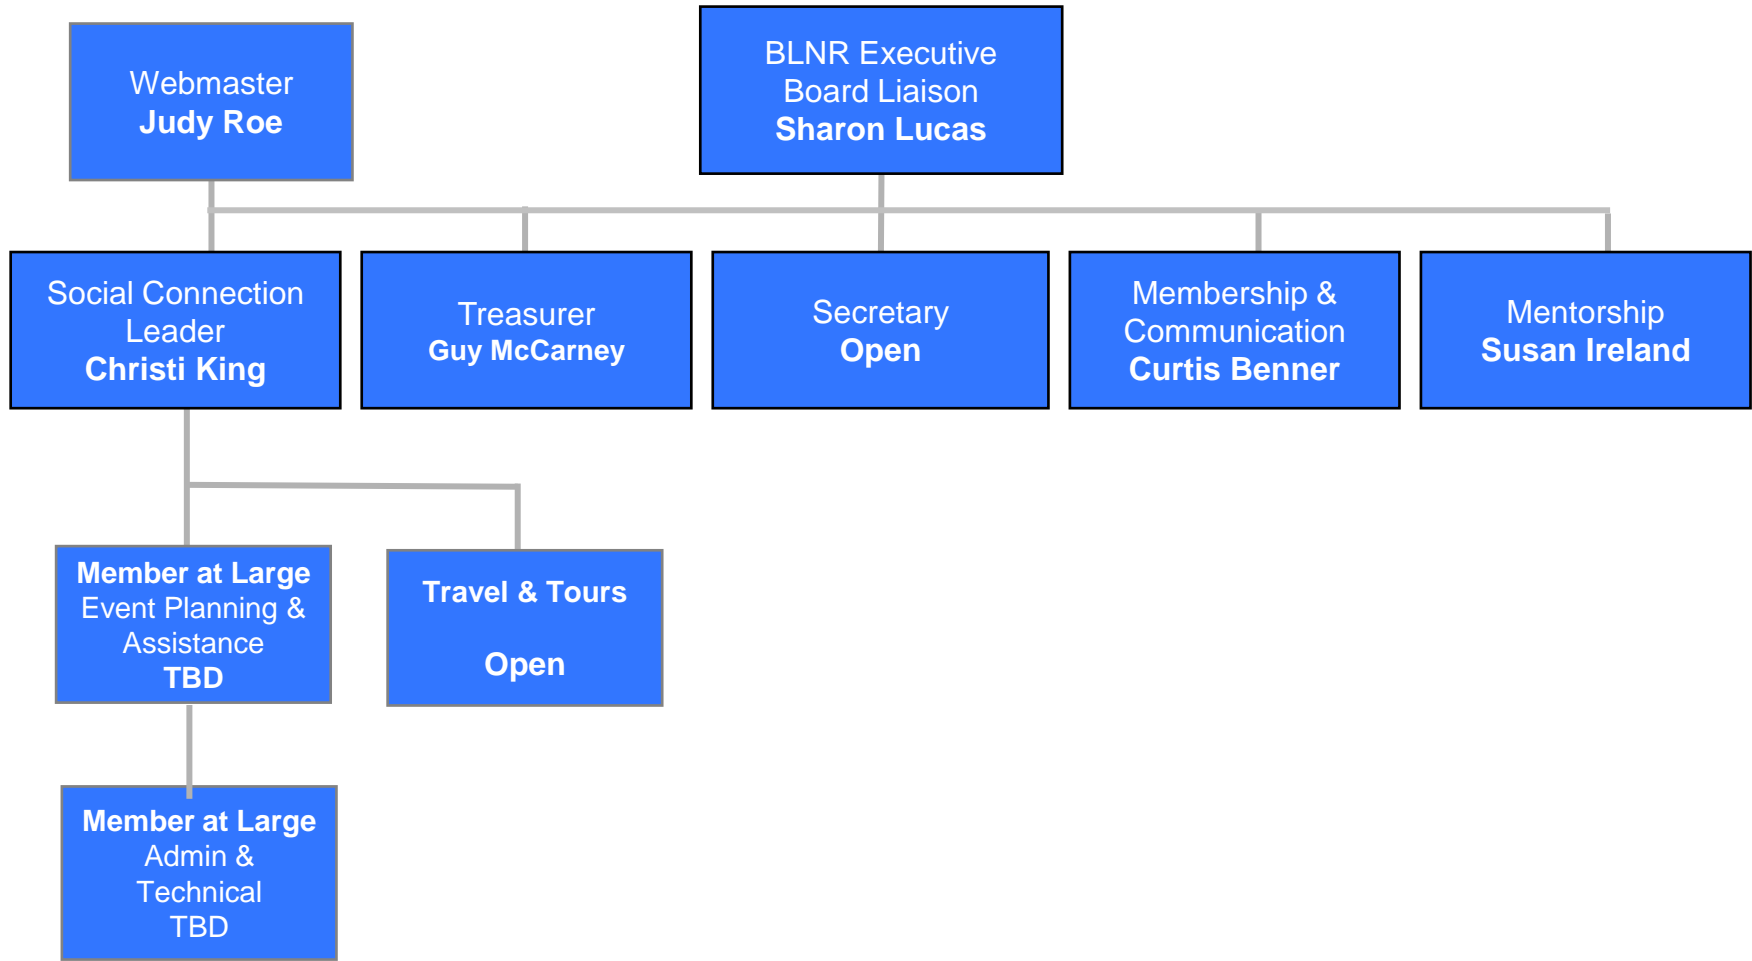 Webmaster
Judy Roe
BLNR Executive
Board Liaison
Sharon Lucas
Social Connection
Leader
Christi King
Treasurer
Guy McCarney
Secretary
Open
Membership &
Communication
Curtis Benner
Mentorship
Susan Ireland
Member at Large
Event Planning &
Assistance
TBD
Travel & Tours
Open
Member at Large
Admin &
Technical
TBD